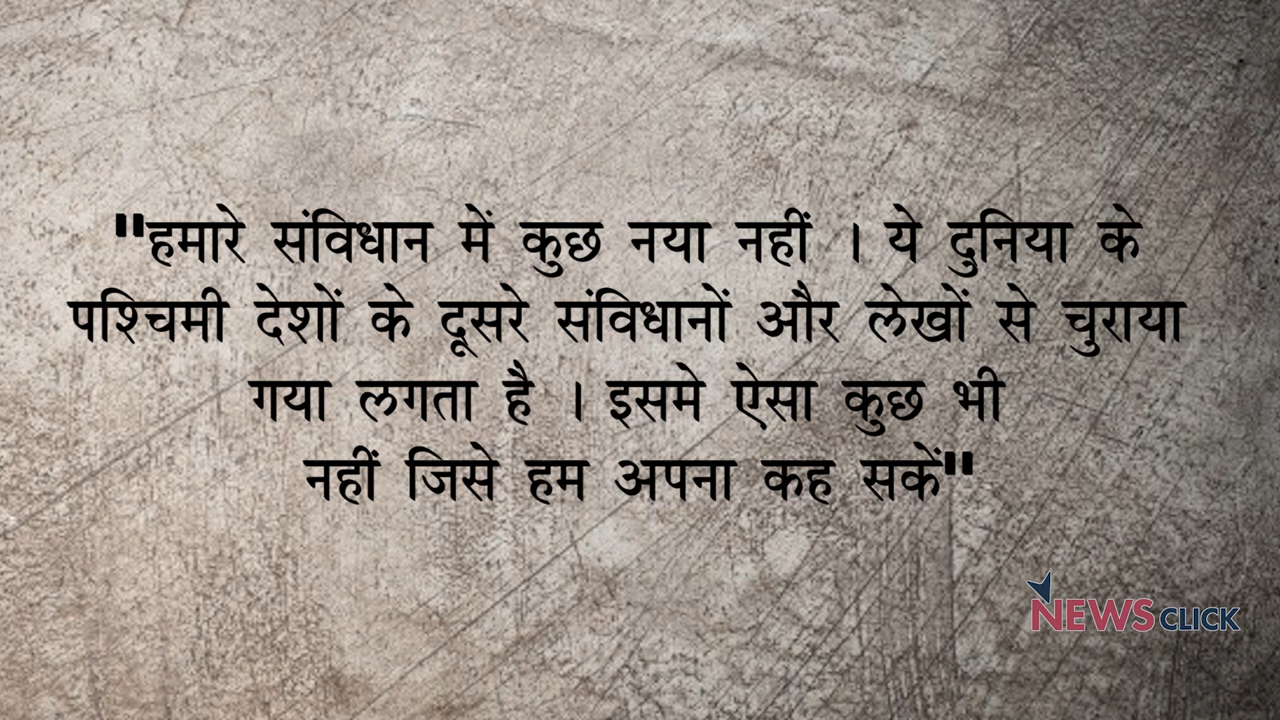 "हमारे संविधान में कुछ नया नहीं । ये दुनिया के
पश्चिमी देशों के दूसरे संविधानों और लेखों से चुराया
गया लगता है । इसमे ऐसा कुछ भी
नहीं जिसे हम अपना कह सकें"
NEWSCLICK